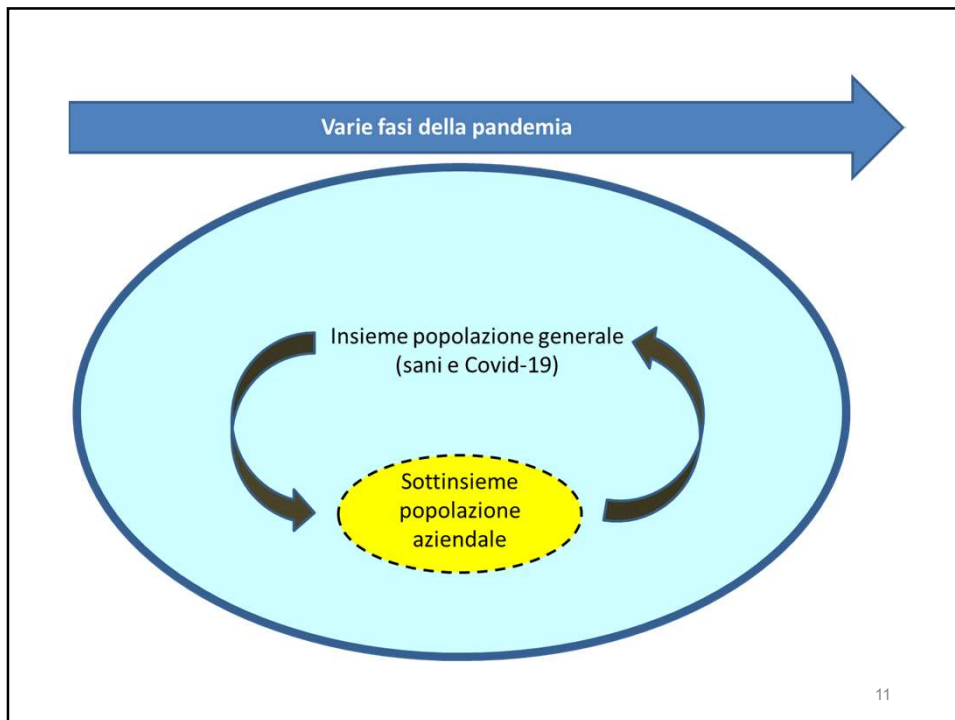 Varie fasi della pandemia
Insieme popolazione generale
(sani e Covid-19)
Sottinsieme
popolazione
aziendale
11